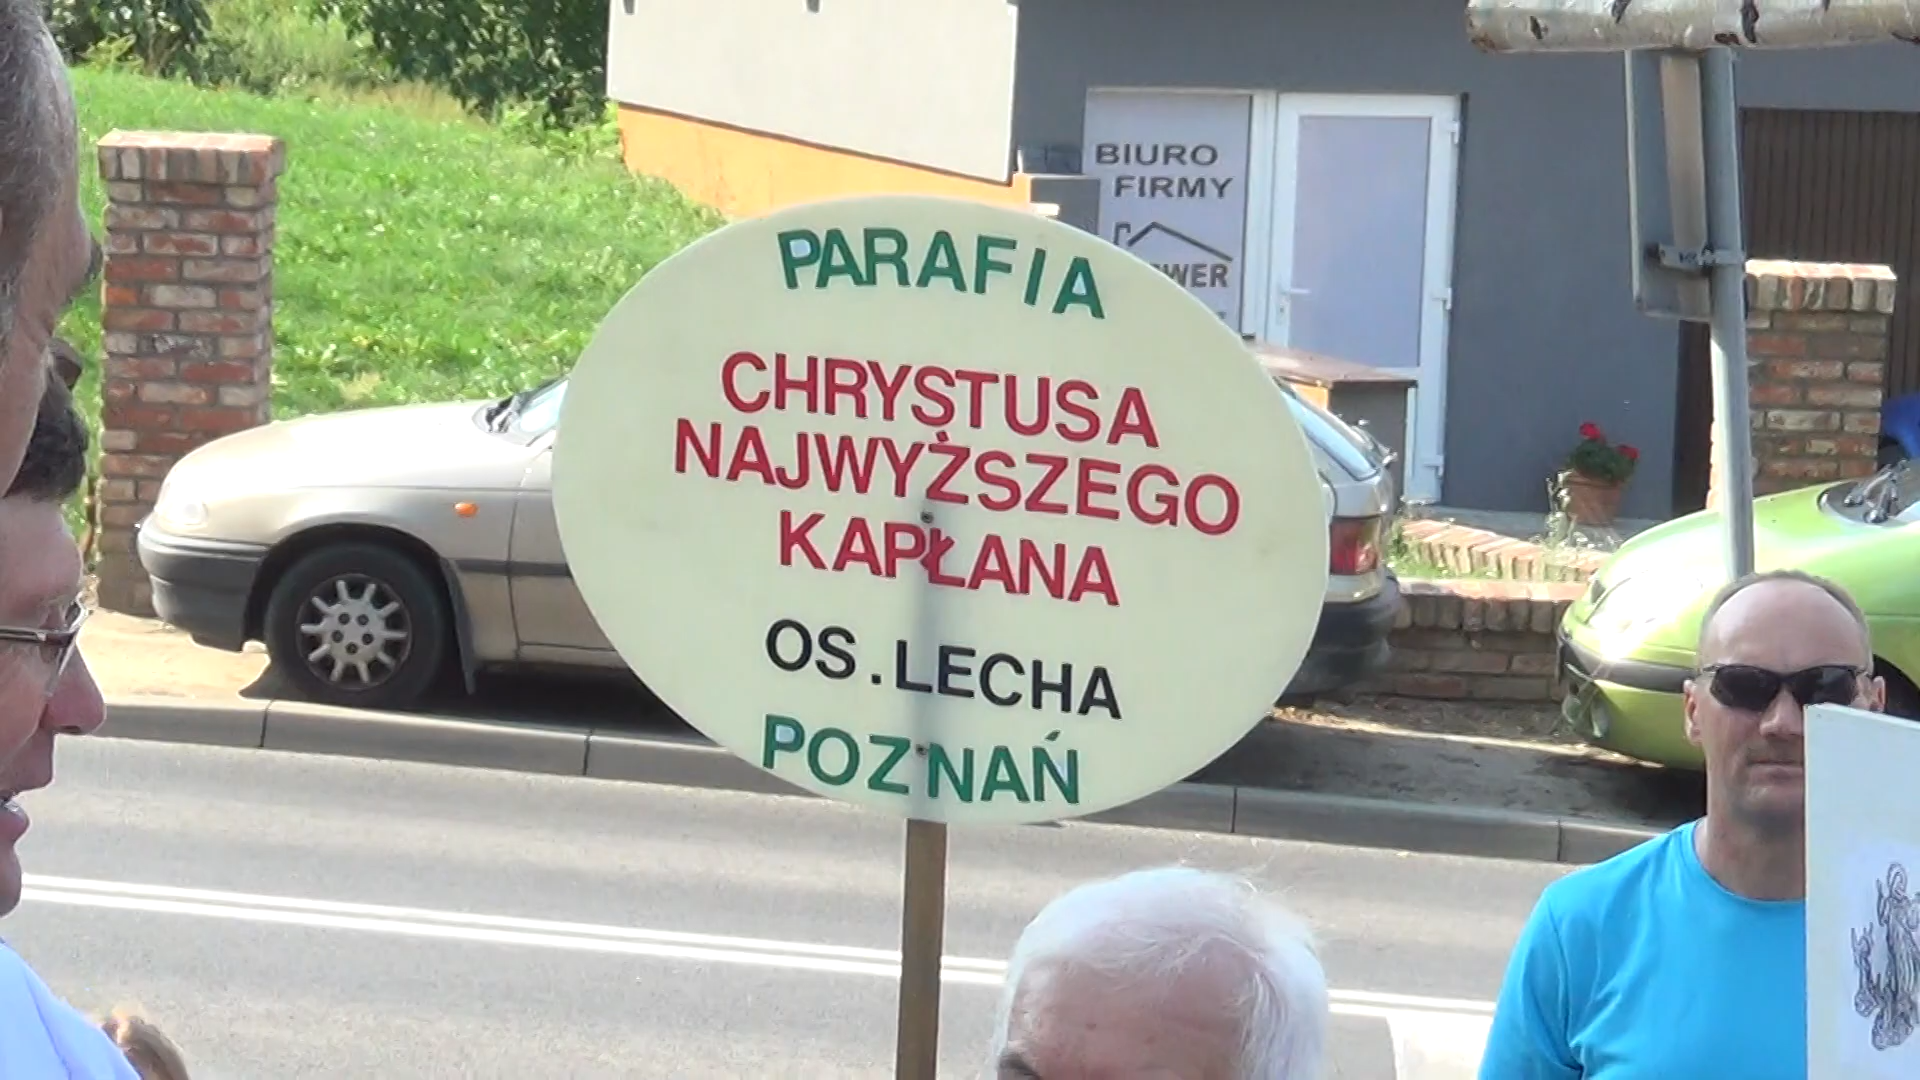 BIURO
FIRMY
PARAFIA
CHRYSTUSA
NAJWYŻSZEGO
KAPŁANA
OS. LECHA
POZNAŃ